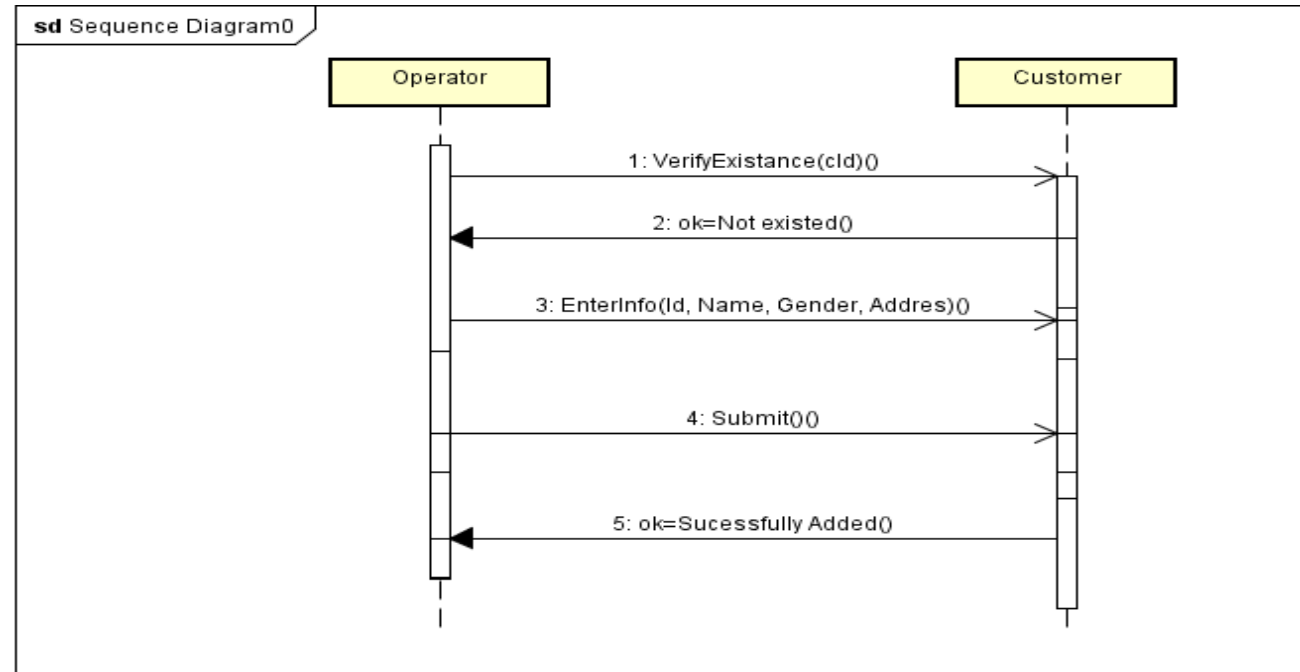 sd Sequence Diagram0
Operator
Customer
1: VerifyExistance(cId)()
2: ok=Not existed()
3: EnterInfo(Id, Name, Gender, Addres)()
4: Submit()()
5: ok=Sucessfully Added()